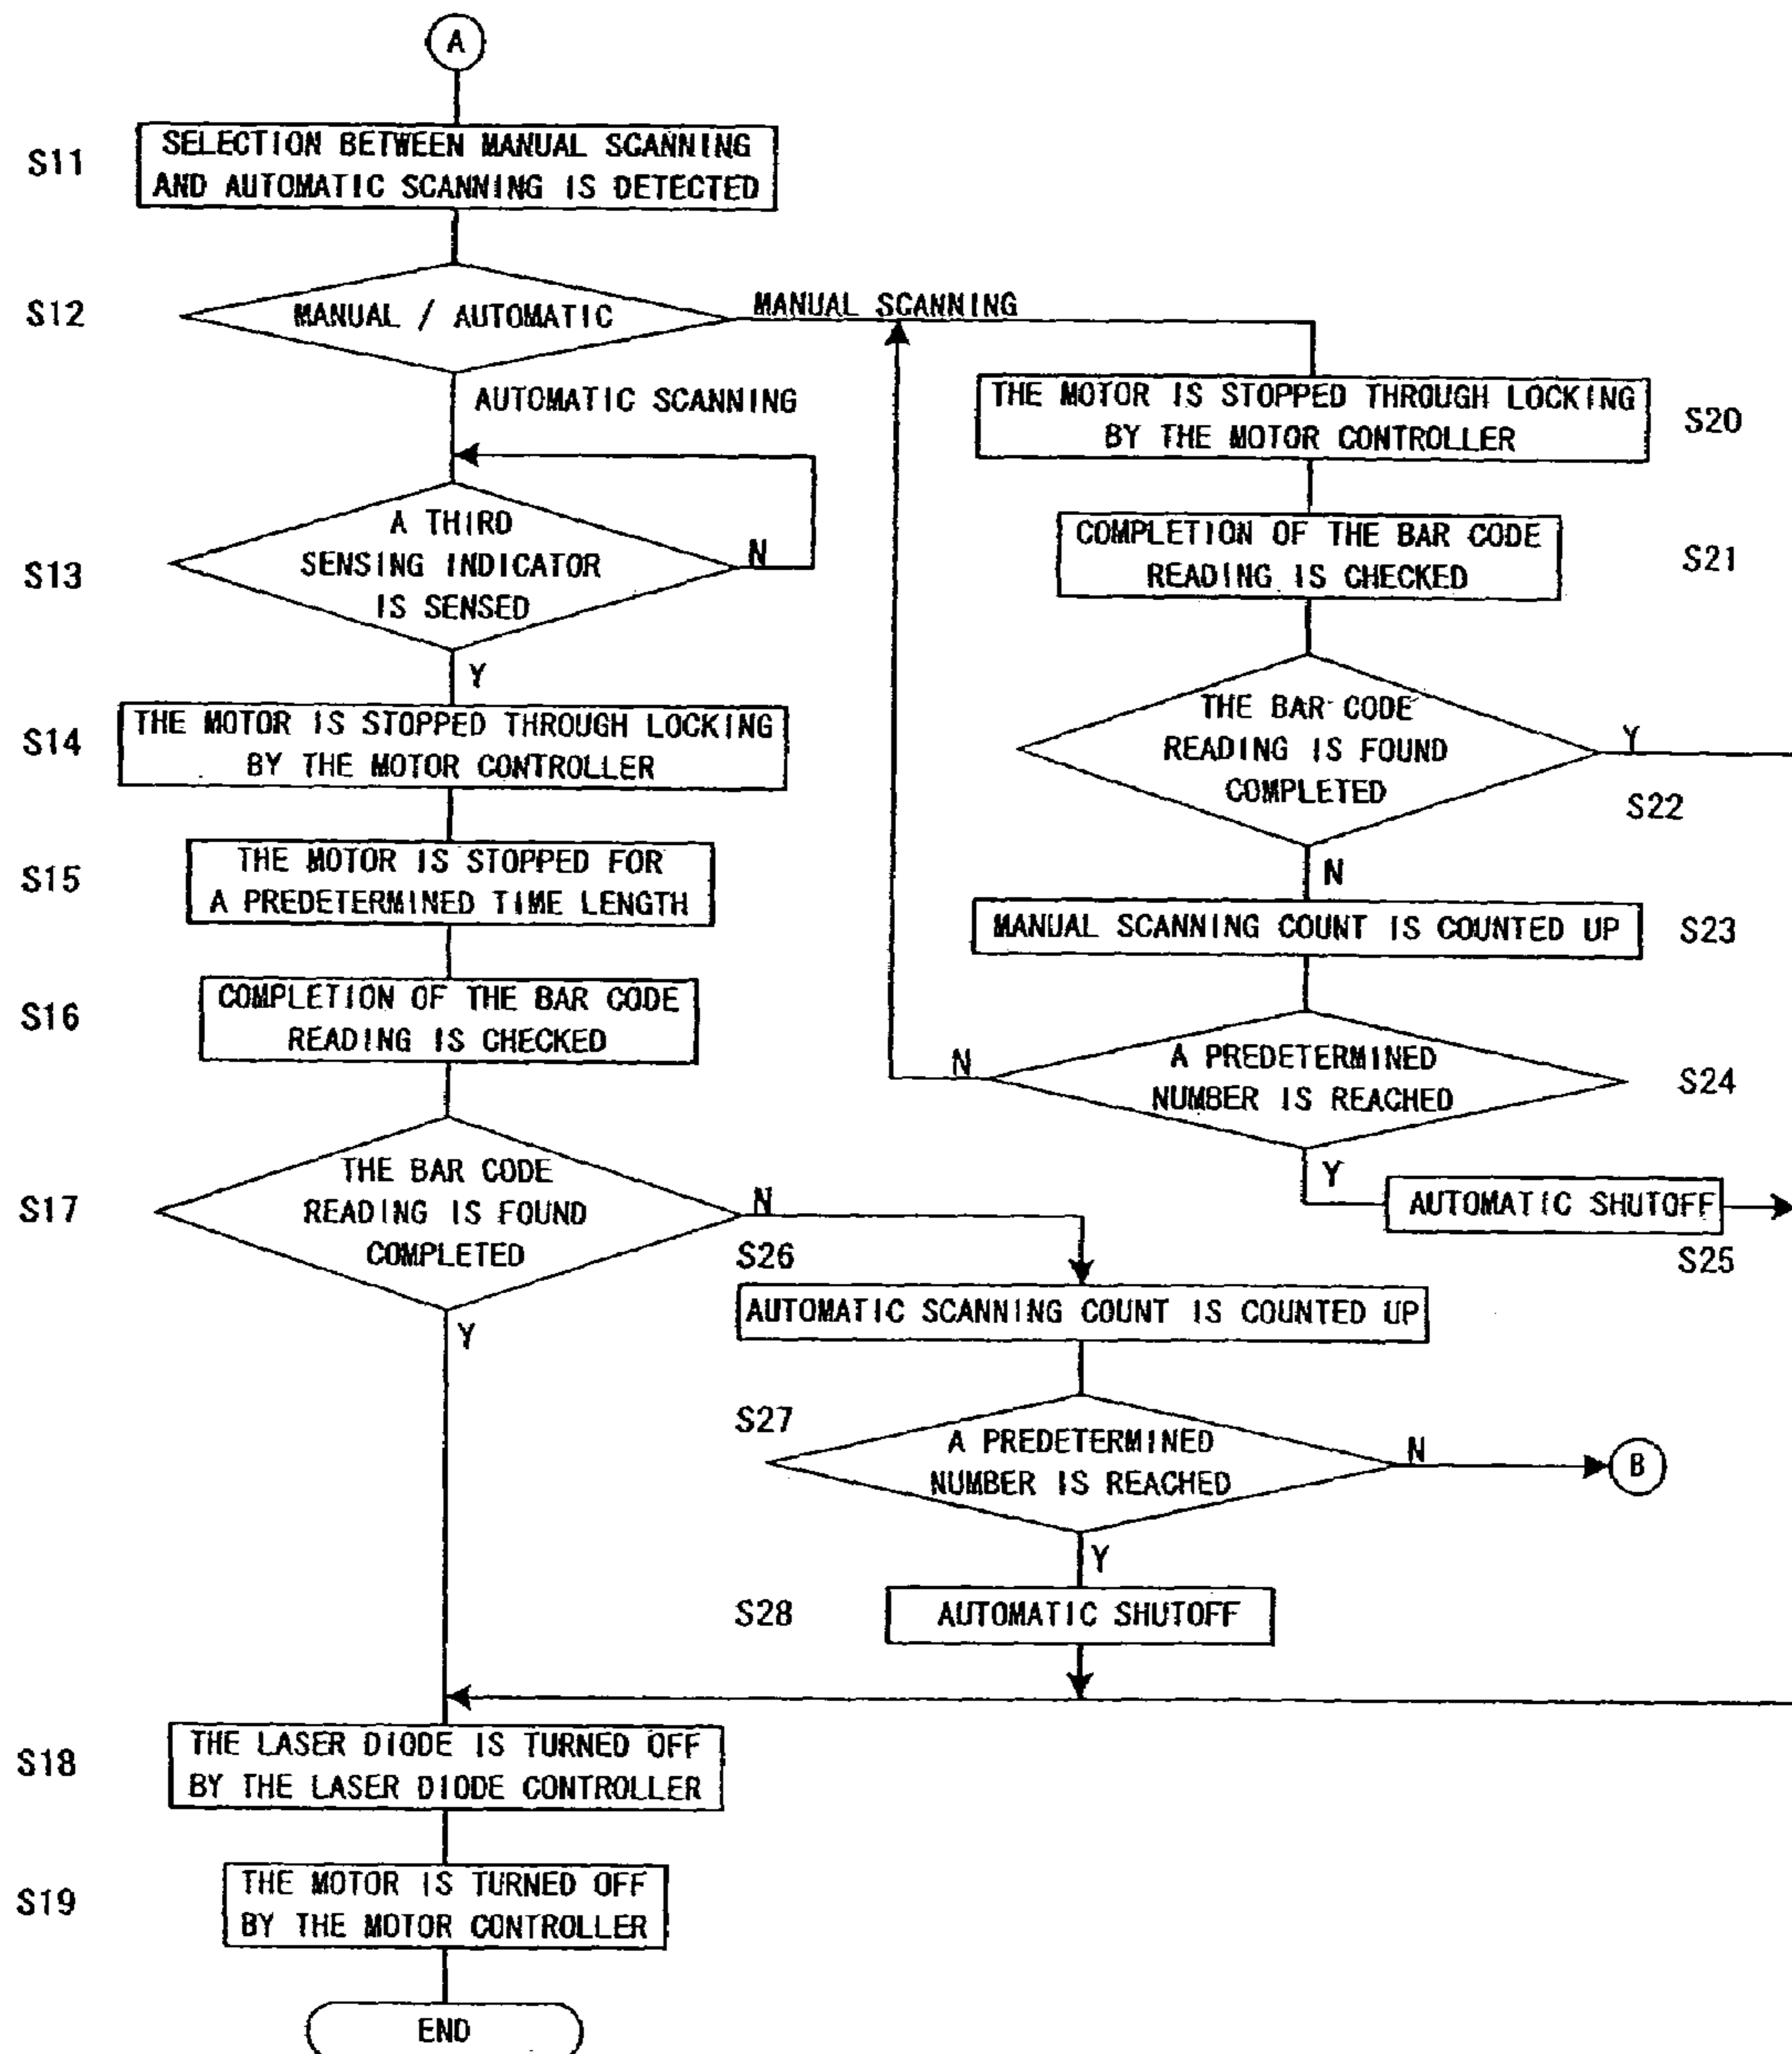 A
S11
SELECTION BETWEEN MANUAL SCANNING
AND AUTOMATIC SCANNING IS DETECTED
S12
MANUAL / AUTOMATIC
MANUAL SCANNING
AUTOMATIC SCANNING
S13
A THIRD
SENSING INDICATOR
IS SENSED
N
Y
S14
THE MOTOR IS STOPPED THROUGH LOCKING
BY THE MOTOR CONTROLLER
S15
THE MOTOR IS STOPPED FOR
A PREDETERMINED TIME LENGTH
S16
COMPLETION OF THE BAR CODE
READING IS CHECKED
S17
THE BAR CODE
READING IS FOUND
COMPLETED
N
Y
S18
THE LASER DIODE IS TURNED OFF
BY THE LASER DIODE CONTROLLER
S19
THE MOTOR IS TURNED OFF
BY THE MOTOR CONTROLLER
END
THE MOTOR IS STOPPED THROUGH LOCKING
BY THE MOTOR CONTROLLER
S20
COMPLETION OF THE BAR CODE
READING IS CHECKED
S21
THE BAR CODE
READING IS FOUND
COMPLETED
Y
S22
N
MANUAL SCANNING COUNT IS COUNTED UP
S23
A PREDETERMINED
NUMBER IS REACHED
N
S24
Y
AUTOMATIC SHUTOFF
S25
S26
AUTOMATIC SCANNING COUNT IS COUNTED UP
S27
A PREDETERMINED
NUMBER IS REACHED
N
B
Y
S28
AUTOMATIC SHUTOFF